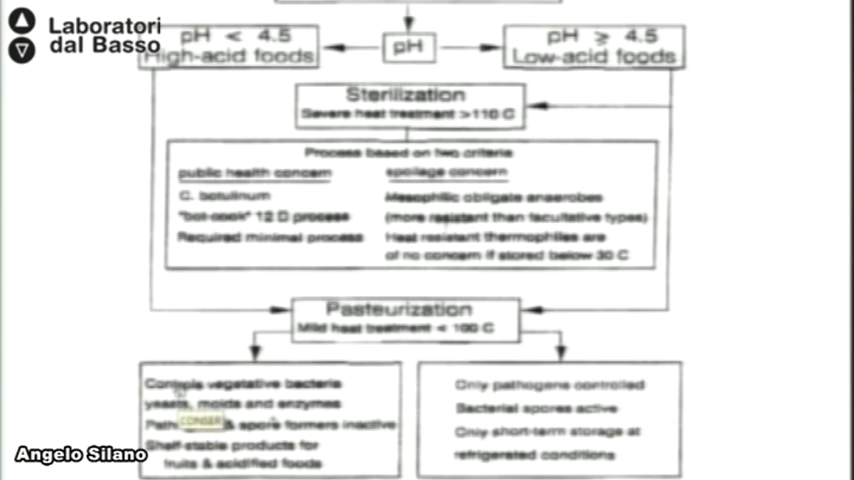 Laboratori
dal Basso
pH < 4.5
High-acid foods
pH
pH ≥ 4.5
Low-acid foods
Sterilization
Severe heat treatment >110 C
Process based on two criteria
public health concern
C. botulinum
"bot-cook" 12 D process
Required minimal process
spoilage concern
Mesophilic obligate anaerobes
(more resistant than facultative types)
Heat resistant thermophiles are
of no concern if stored below 30 C
Pasteurization
Mild heat treatment < 100 C
Controls vegetative bacteria
yeasts, molds and enzymes
Path & spore formers inactive
CONSER
Shelf-stable products for
fruits & acidified foods
Only pathogens controlled
Bacterial spores active
Only short-term storage at
refrigerated conditions
Angelo Silano